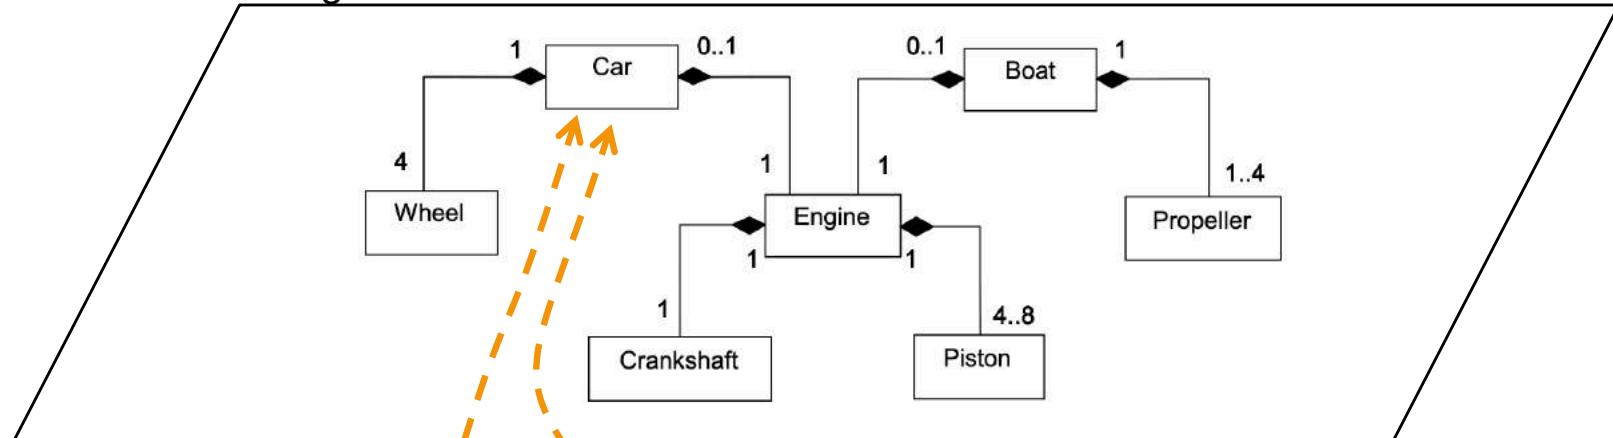 1
Car
0..1
0..1
Boat
1
4
1
1
1..4
Wheel
Engine
Propeller
1
1
1
4..8
Crankshaft
Piston